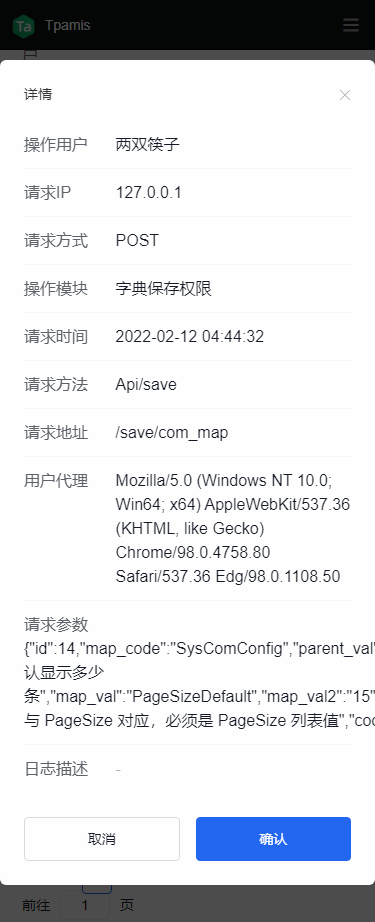 Ta Tpamis
详情
操作用户 两双筷子
请求IP 127.0.0.1
请求方式 POST
操作模块 字典保存权限
请求时间 2022-02-12 04:44:32
请求方法 Api/save
请求地址 /save/com_map
用户代理 Mozilla/5.0 (Windows NT 10.0;
Win64; x64) AppleWebKit/537.36
(KHTML, like Gecko)
Chrome/98.0.4758.80
Safari/537.36 Edg/98.0.1108.50
请求参数
{"id":14,"map_code":"SysComConfig","parent_val"
认显示多少
条","map_val":"PageSizeDefault","map_val2":"15"
与 PageSize 对应，必须是 PageSize 列表值","coc
日志描述 -
取消 确认
前往 1 页